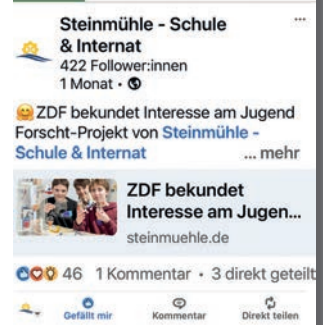 Steinmühle - Schule
& Internat
422 Follower:innen
1 Monat •
ZDF bekundet Interesse am Jugend
Forscht-Projekt von Steinmühle -
Schule & Internat ... mehr
ZDF bekundet
Interesse am Jugen...
steinmuehle.de
46 1 Kommentar • 3 direkt geteilt
Gefällt mir Kommentar Direkt teilen